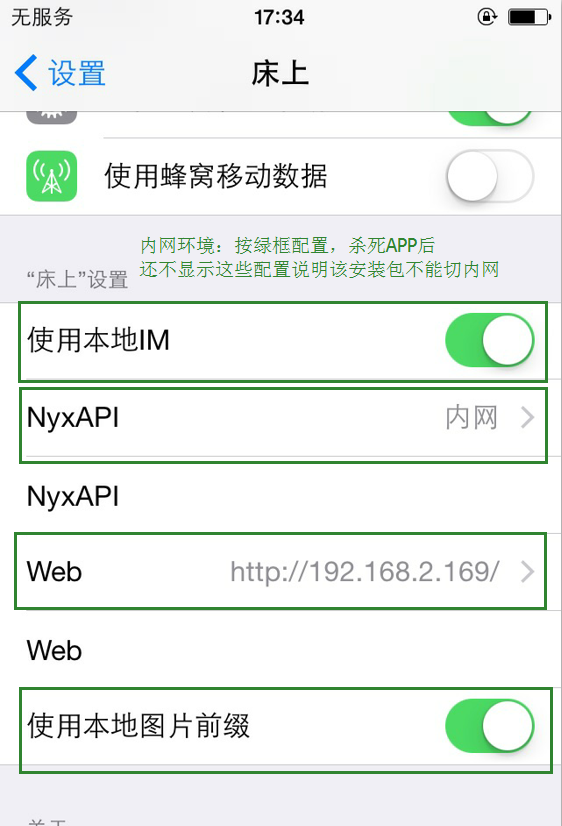 无服务 17:34
设置 床上
使用蜂窝移动数据
内网环境：按绿框配置，杀死APP后
还不显示这些配置说明该安装包不能切内网
“床上”设置
使用本地IM
NyxAPI 内网
NyxAPI
Web http://192.168.2.169/
Web
使用本地图片前缀